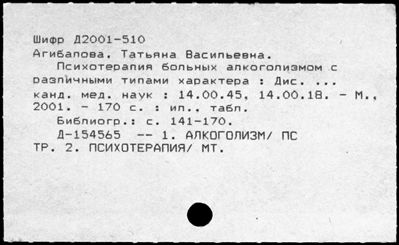 Шифр Д2001-510
Агибалова, Татьяна Васильевна.
Психотерапия больных алкоголизмом с
различными типами характера : Дис. ...
канд. мед. наук : 14.00.45, 14.00.18. - М.,
2001. - 170 с. : ил., табл.
Библиогр.: с. 141-170.
Д-154565 -- 1. АЛКОГОЛИЗМ/ ПС
ТР. 2. ПСИХОТЕРАПИЯ/ МТ.